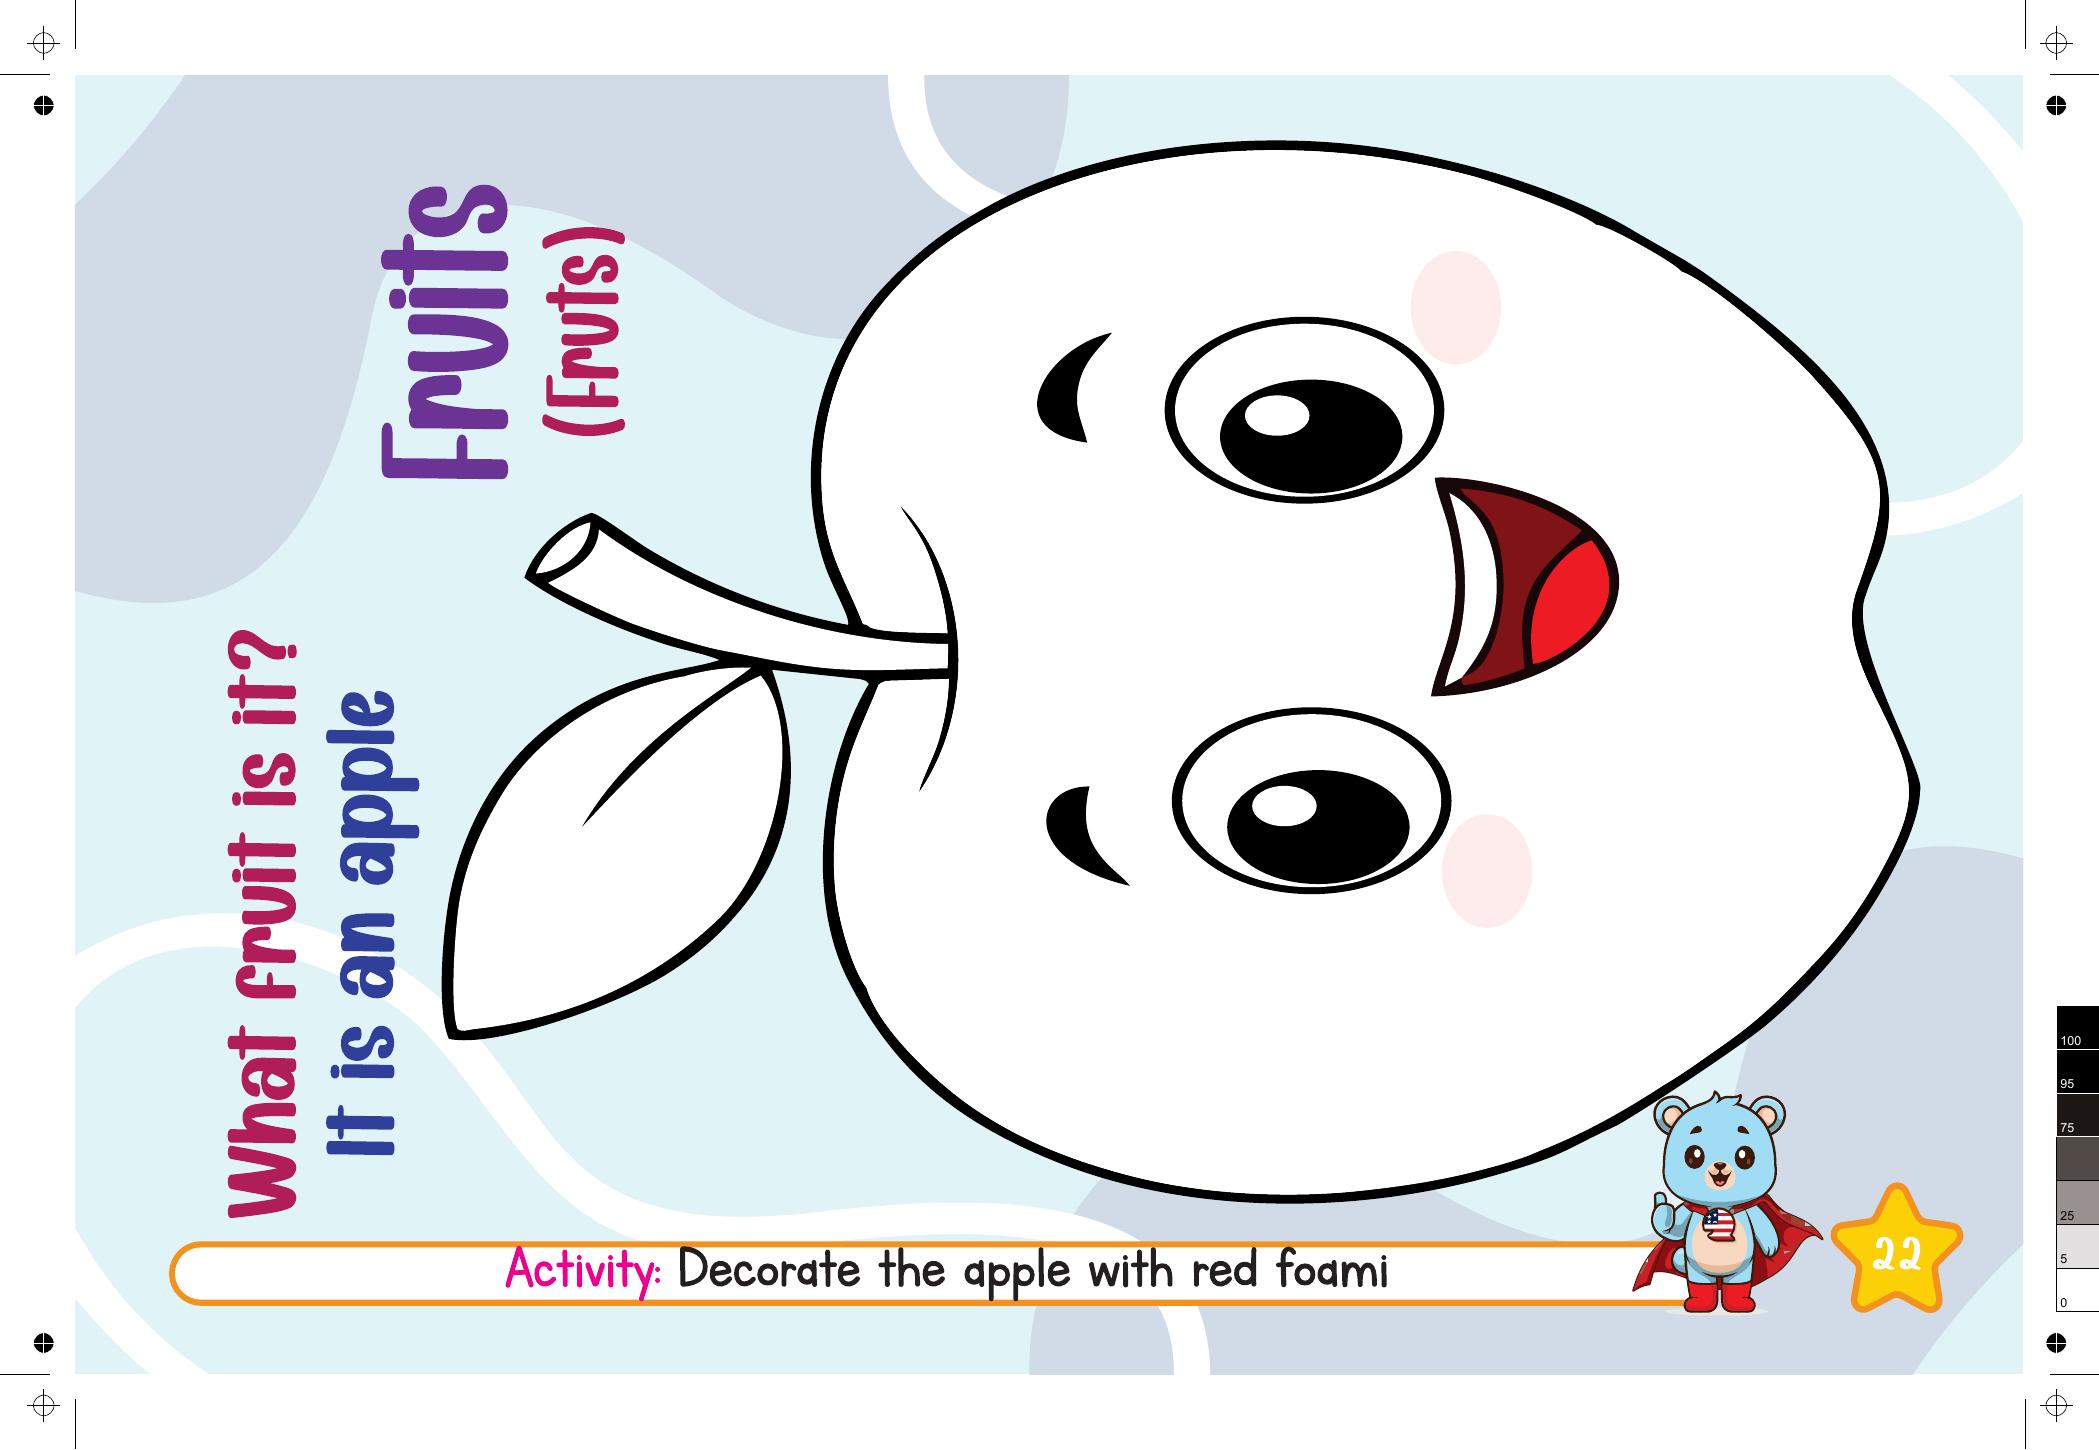 Fruits
(Fruts)
What fruit is it?
It is an apple
Activity: Decorate the apple with red foami
22
100
95
75
25
5
0